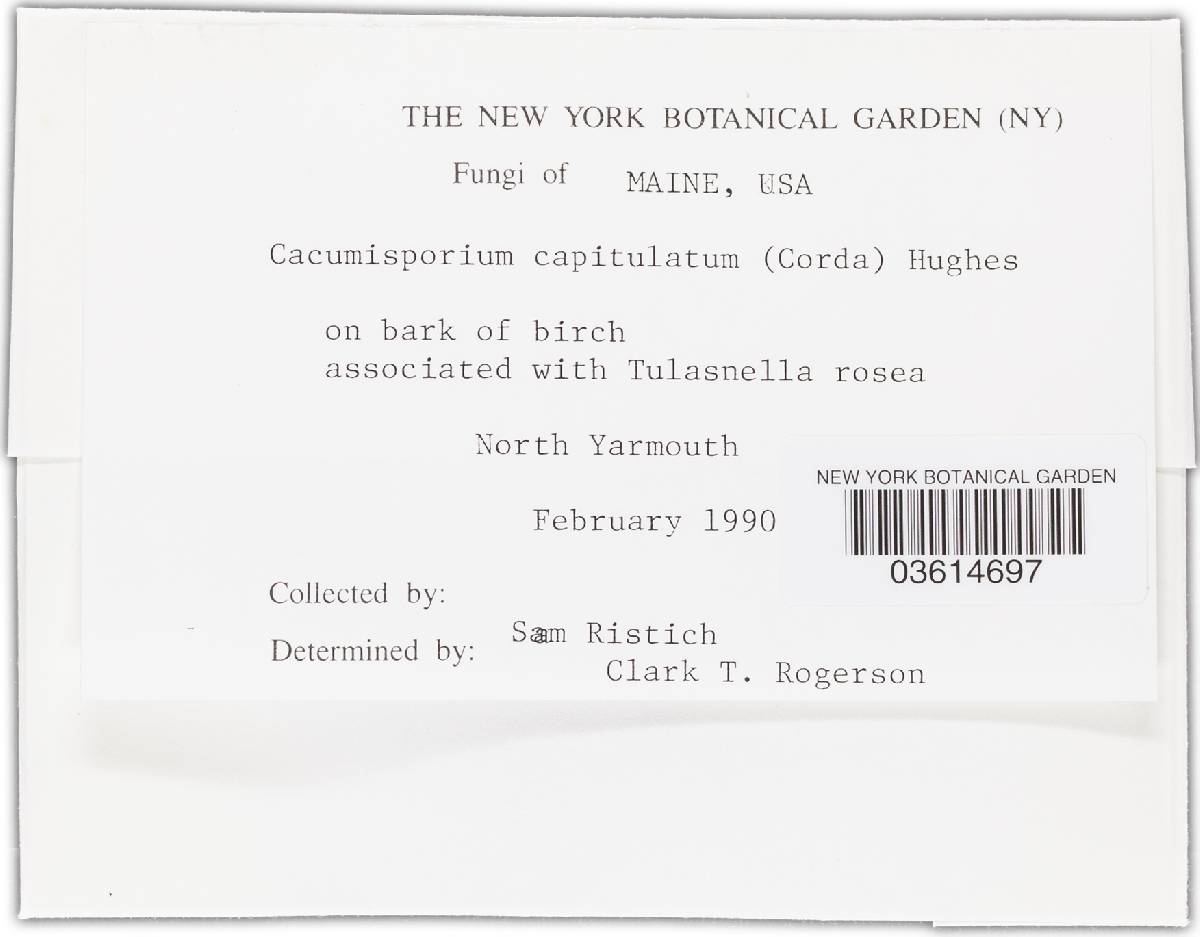 THE NEW YORK BOTANICAL GARDEN (NY)
Fungi of MAINE, USA
Cacumisporium capitulatum (Corda) Hughes
on bark of birch
associated with Tulasnella rosea
North Yarmouth
NEW YORK BOTANICAL GARDEN
February 1990
03614697
Collected by:
Sam Ristich
Determined by:
Clark T. Rogerson